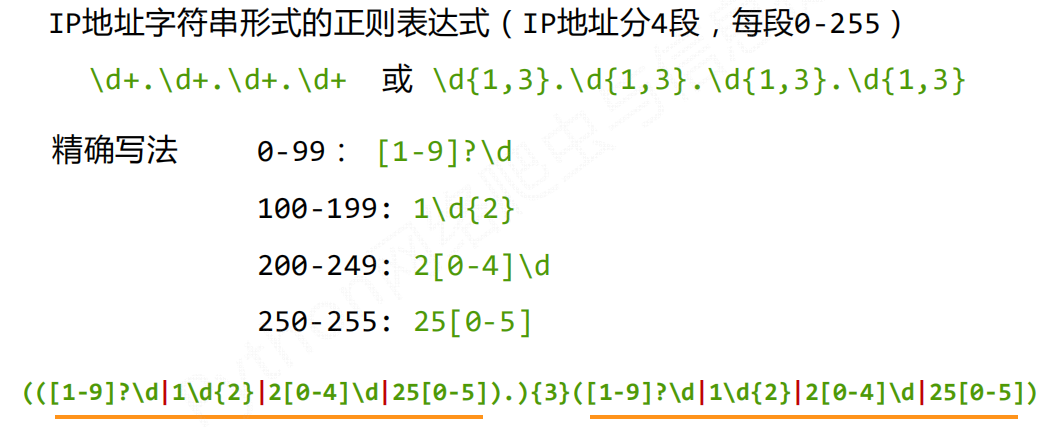 IP地址字符串形式的正则表达式（IP地址分4段，每段0-255）
\d+.\d+.\d+.\d+ 或 \d{1,3}.\d{1,3}.\d{1,3}.\d{1,3}
精确写法 0-99： [1-9]?\d
100-199: 1\d{2}
200-249: 2[0-4]\d
250-255: 25[0-5]
(([1-9]?\d|1\d{2}|2[0-4]\d|25[0-5]).){3}([1-9]?\d|1\d{2}|2[0-4]\d|25[0-5])